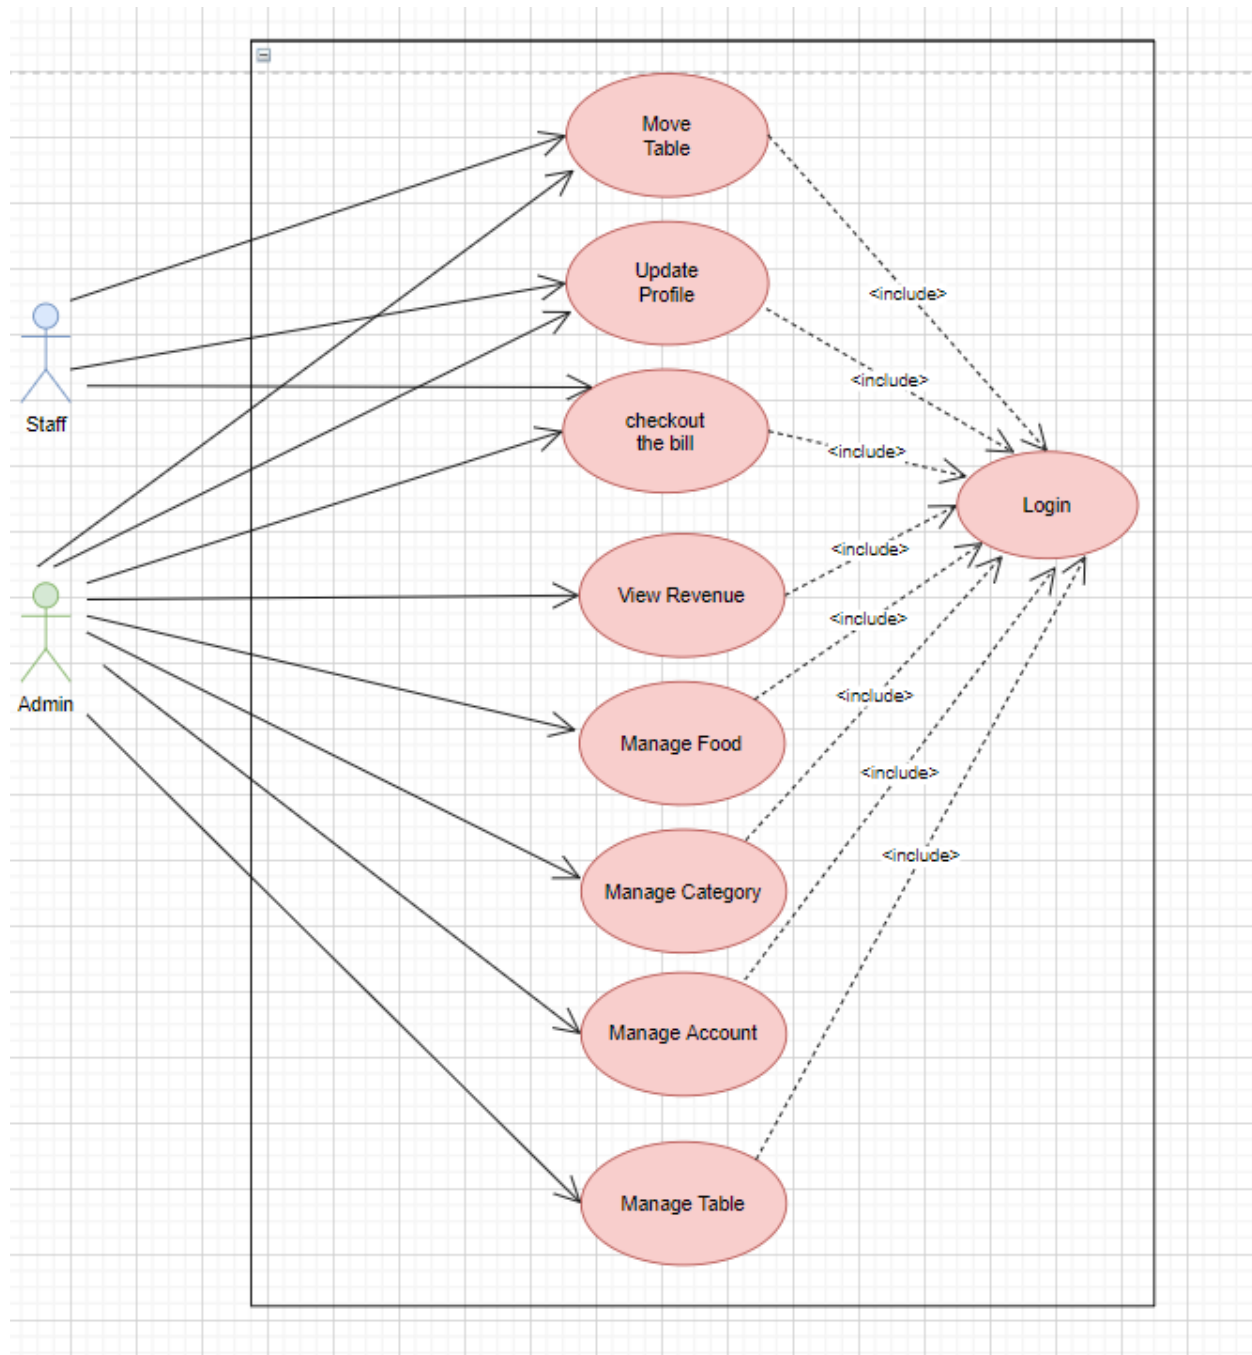 Move
Table
Update
Profile
<include>
<include>
Staff
checkout
the bill
<include>
Login
<include>
View Revenue
<include>
Admin
<include>
Manage Food
<include>
<include>
Manage Category
Manage Account
Manage Table